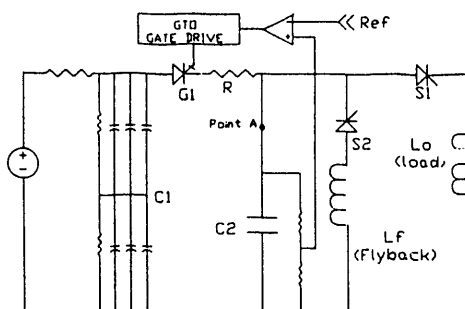 GTO
GATE DRIVE
Ref
G1
R
S1
Point A
S2
Lo
(load)
C1
C2
Lf
(Flyback)
+
-